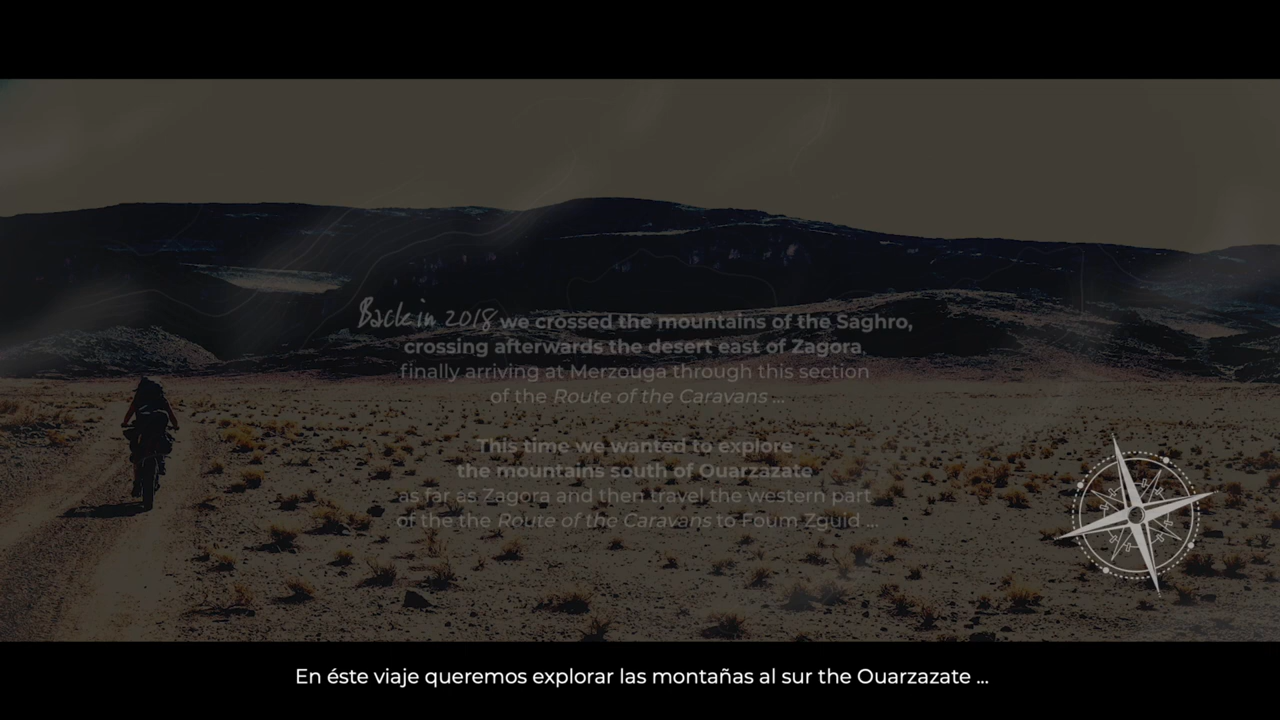 Back in 2018 we crossed the mountains of the Saghro,
crossing afterwards the desert east of Zagora,
finally arriving at Merzouga through this section
of the Route of the Caravans ...
This time we wanted to explore
the mountains south of Ouarzazate
as far as Zagora and then travel the western part
of the the Route of the Caravans to Foum Zguid ...
En éste viaje queremos explorar las montañas al sur the Ouarzazate ...